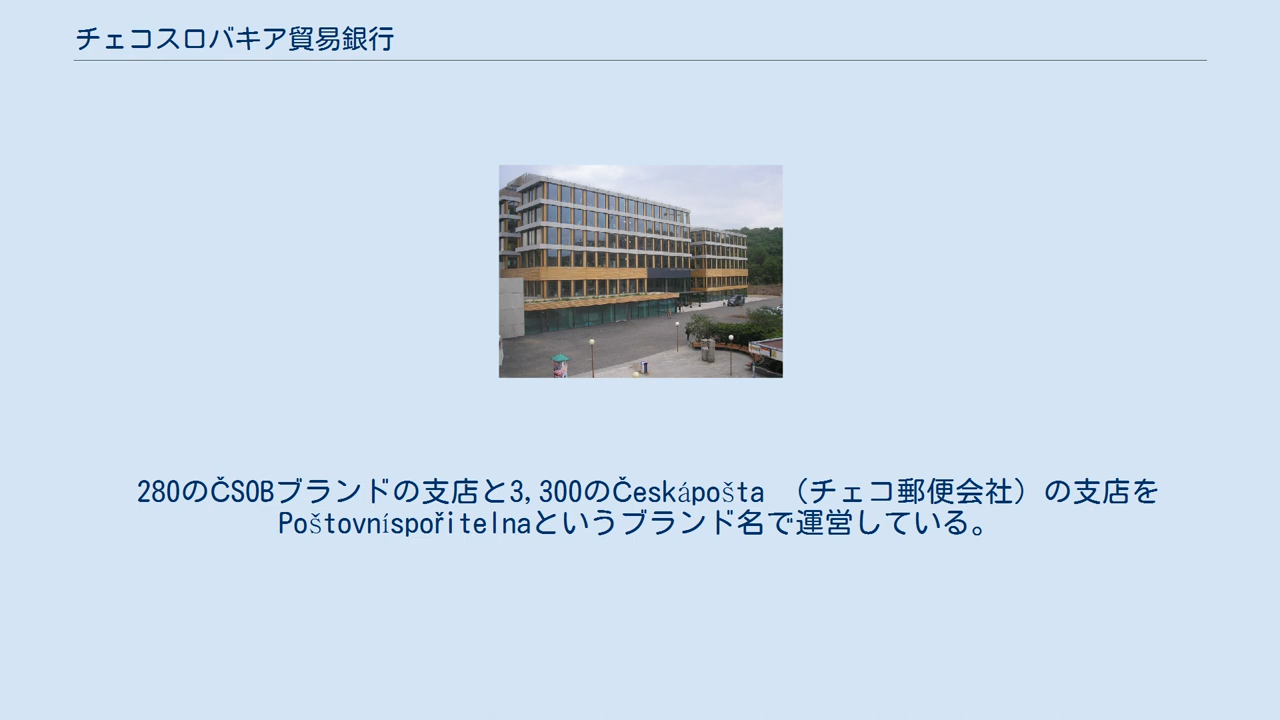 チェコスロバキア貿易銀行
280のČSOBブランドの支店と3,300のČeskápošta （チェコ郵便会社）の支店を
Poštovníspořitelnaというブランド名で運営している。